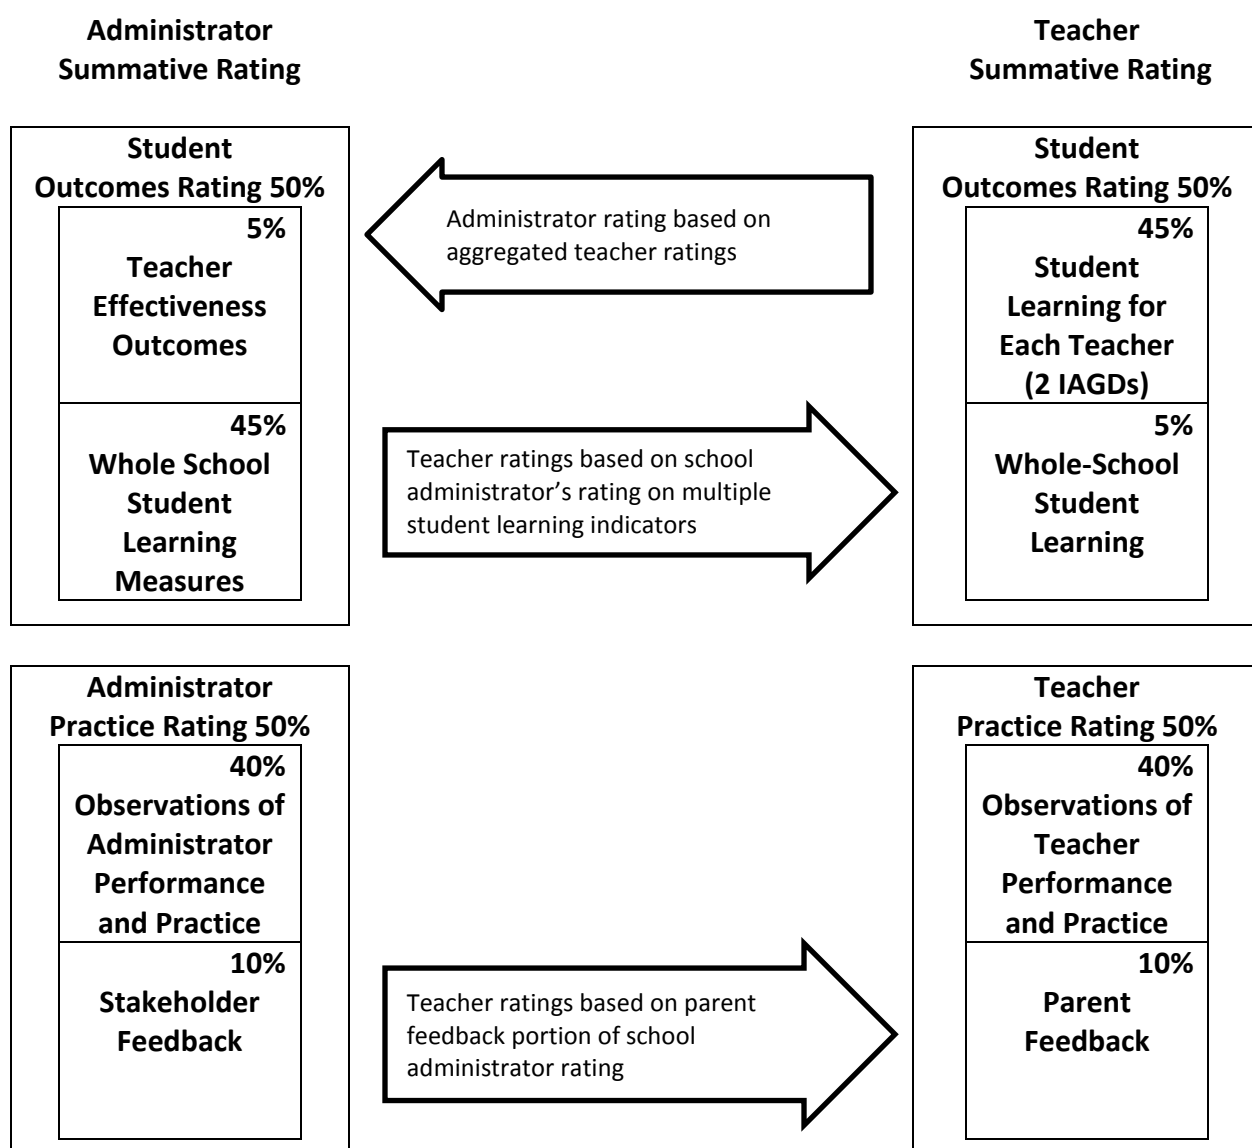 Administrator
Summative Rating
Teacher
Summative Rating
Student
Outcomes Rating 50%
5%
Teacher
Effectiveness
Outcomes
45%
Whole School
Student
Learning
Measures
Administrator rating based on
aggregated teacher ratings
Teacher ratings based on school
administrator’s rating on multiple
student learning indicators
Student
Outcomes Rating 50%
45%
Student
Learning for
Each Teacher
(2 IAGDs)
5%
Whole-School
Student
Learning
Administrator
Practice Rating 50%
40%
Observations of
Administrator
Performance
and Practice
10%
Stakeholder
Feedback
Teacher ratings based on parent
feedback portion of school
administrator rating
Teacher
Practice Rating 50%
40%
Observations of
Teacher
Performance
and Practice
10%
Parent
Feedback